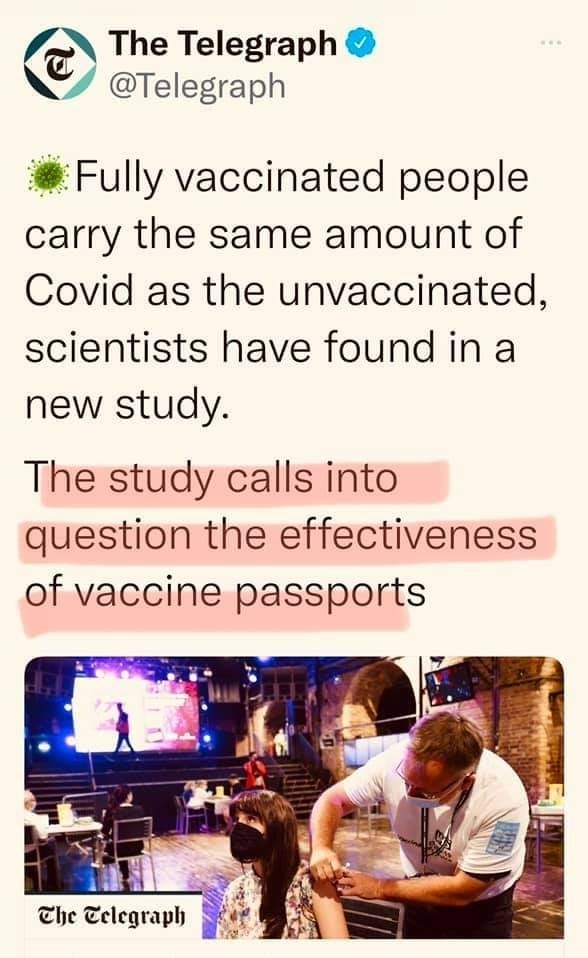 The Telegraph
@Telegraph
Fully vaccinated people
carry the same amount of
Covid as the unvaccinated,
scientists have found in a
new study.
The study calls into
question the effectiveness
of vaccine passports
The Telegraph